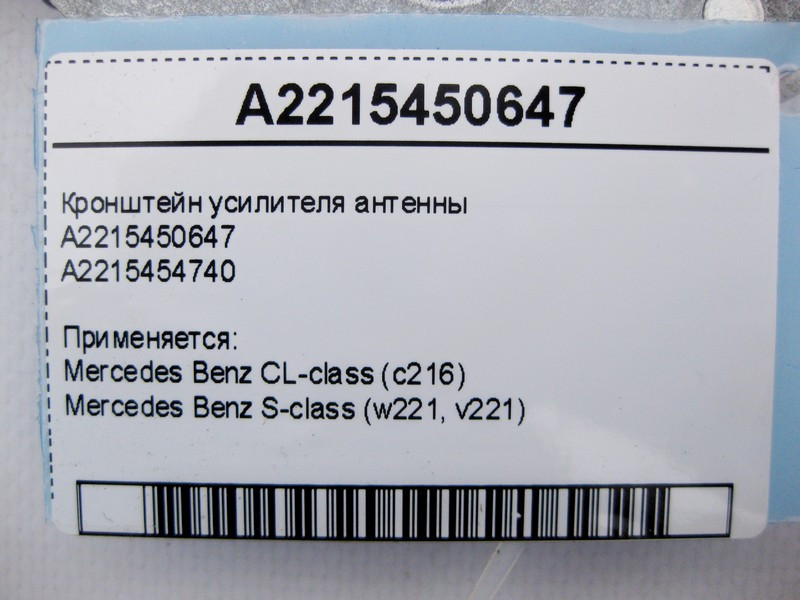 A2215450647
Кронштейн усилителя антенны
A2215450647
A2215454740
Применяется:
Mercedes Benz CL-class (c216)
Mercedes Benz S-class (w221, v221)